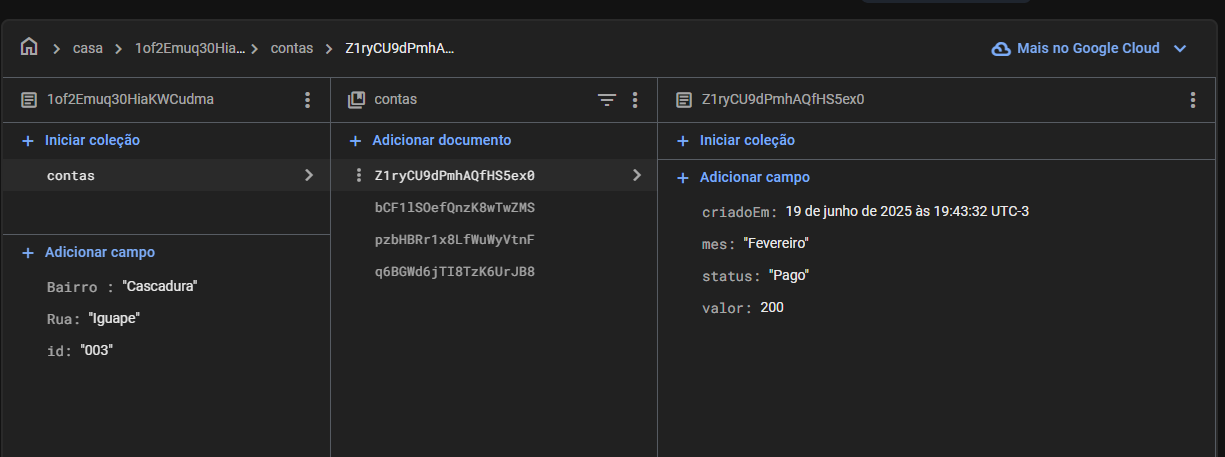 casa 1of2Emuq30Hia... contas Z1ryCU9dPmhA...
Mais no Google Cloud
1of2Emuq30HiaKWCudma
Iniciar coleção
contas
Adicionar campo
Bairro : "Cascadura"
Rua: "Iguape"
id: "003"
contas
Adicionar documento
Z1ryCU9dPmhAQfHS5ex0
bCF1lSOefQnzK8wTwZMS
pzbHBRr1x8LfWuWyVtnF
q6BGWd6jTI8TzK6UrJB8
Z1ryCU9dPmhAQfHS5ex0
Iniciar coleção
Adicionar campo
criadoEm: 19 de junho de 2025 às 19:43:32 UTC-3
mes: "Fevereiro"
status: "Pago"
valor: 200